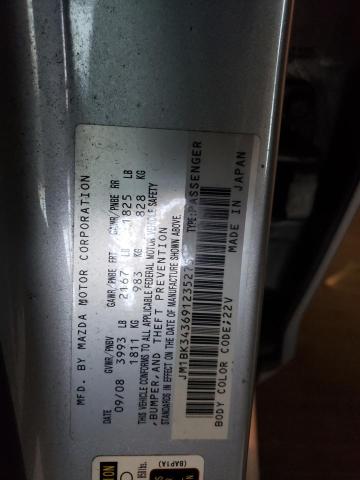 MFD. BY MAZDA MOTOR CORPORATION
DATE GVWR/PNBV GAWR/PNBE FRT GAWR/PNBE RR
09/08 3993 LB 2167 LB 1825 LB
1811 KG 983 KG 828 KG
THIS VEHICLE CONFORMS TO ALL APPLICABLE FEDERAL MOTOR VEHICLE SAFETY
,BUMPER,AND THEFT PREVENTION
STANDARDS IN EFFECT ON THE DATE OF MANUFACTURE SHOWN ABOVE.
TYPE:PASSENGER
BODY COLOR CODE:22V
MADE IN JAPAN
(BAP1A)